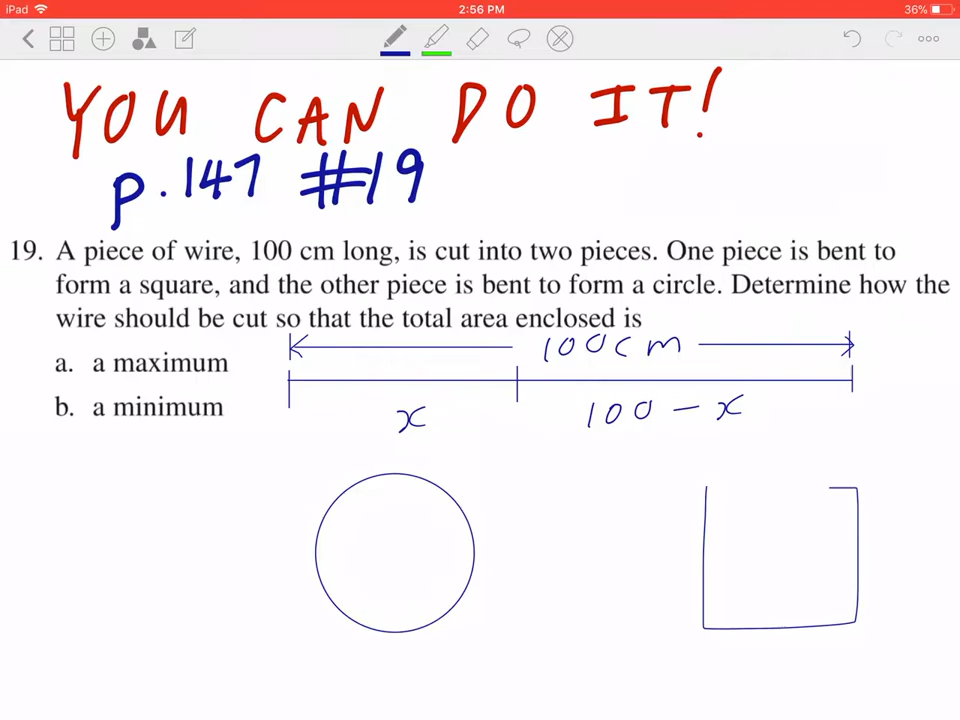 iPad 2:56 PM 36%
YOU CAN DO IT!
p.147 #19
19. A piece of wire, 100 cm long, is cut into two pieces. One piece is bent to
form a square, and the other piece is bent to form a circle. Determine how the
wire should be cut so that the total area enclosed is
100cm
a. a maximum
b. a minimum
x 100 - x